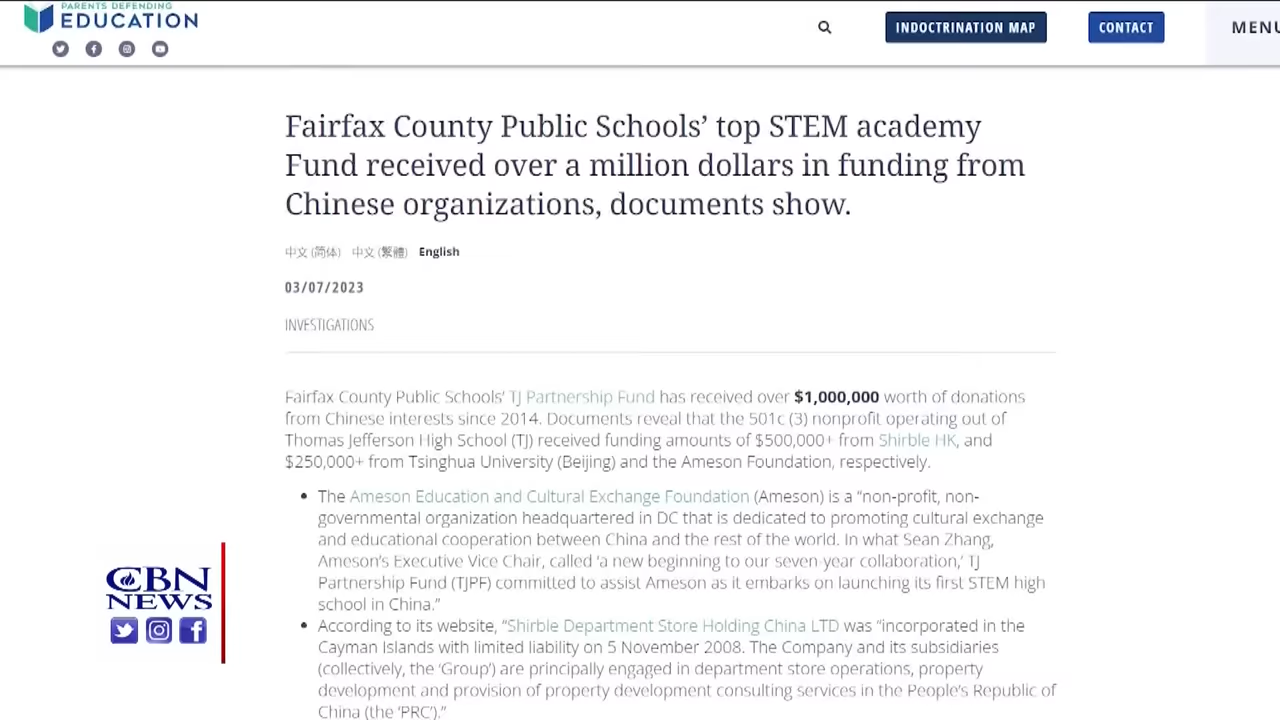 PARENTS DEFENDING
EDUCATION
INDOCTRINATION MAP
CONTACT
MENU
Fairfax County Public Schools’ top STEM academy
Fund received over a million dollars in funding from
Chinese organizations, documents show.
中文 (简体) 中文 (繁體) English
03/07/2023
INVESTIGATIONS
Fairfax County Public Schools’ TJ Partnership Fund has received over $1,000,000 worth of donations
from Chinese interests since 2014. Documents reveal that the 501c (3) nonprofit operating out of
Thomas Jefferson High School (TJ) received funding amounts of $500,000+ from Shirble HK, and
$250,000+ from Tsinghua University (Beijing) and the Ameson Foundation, respectively.
• The Ameson Education and Cultural Exchange Foundation (Ameson) is a “non-profit, non-
governmental organization headquartered in DC that is dedicated to promoting cultural exchange
and educational cooperation between China and the rest of the world. In what Sean Zhang,
Ameson’s Executive Vice Chair, called ‘a new beginning to our seven-year collaboration,’ TJ
Partnership Fund (TJPF) committed to assist Ameson as it embarks on launching its first STEM high
school in China.”
• According to its website, “Shirble Department Store Holding China LTD was “incorporated in the
Cayman Islands with limited liability on 5 November 2008. The Company and its subsidiaries
(collectively, the ‘Group’) are principally engaged in department store operations, property
development and provision of property development consulting services in the People’s Republic of
China (the ‘PRC’).”
CBN
NEWS